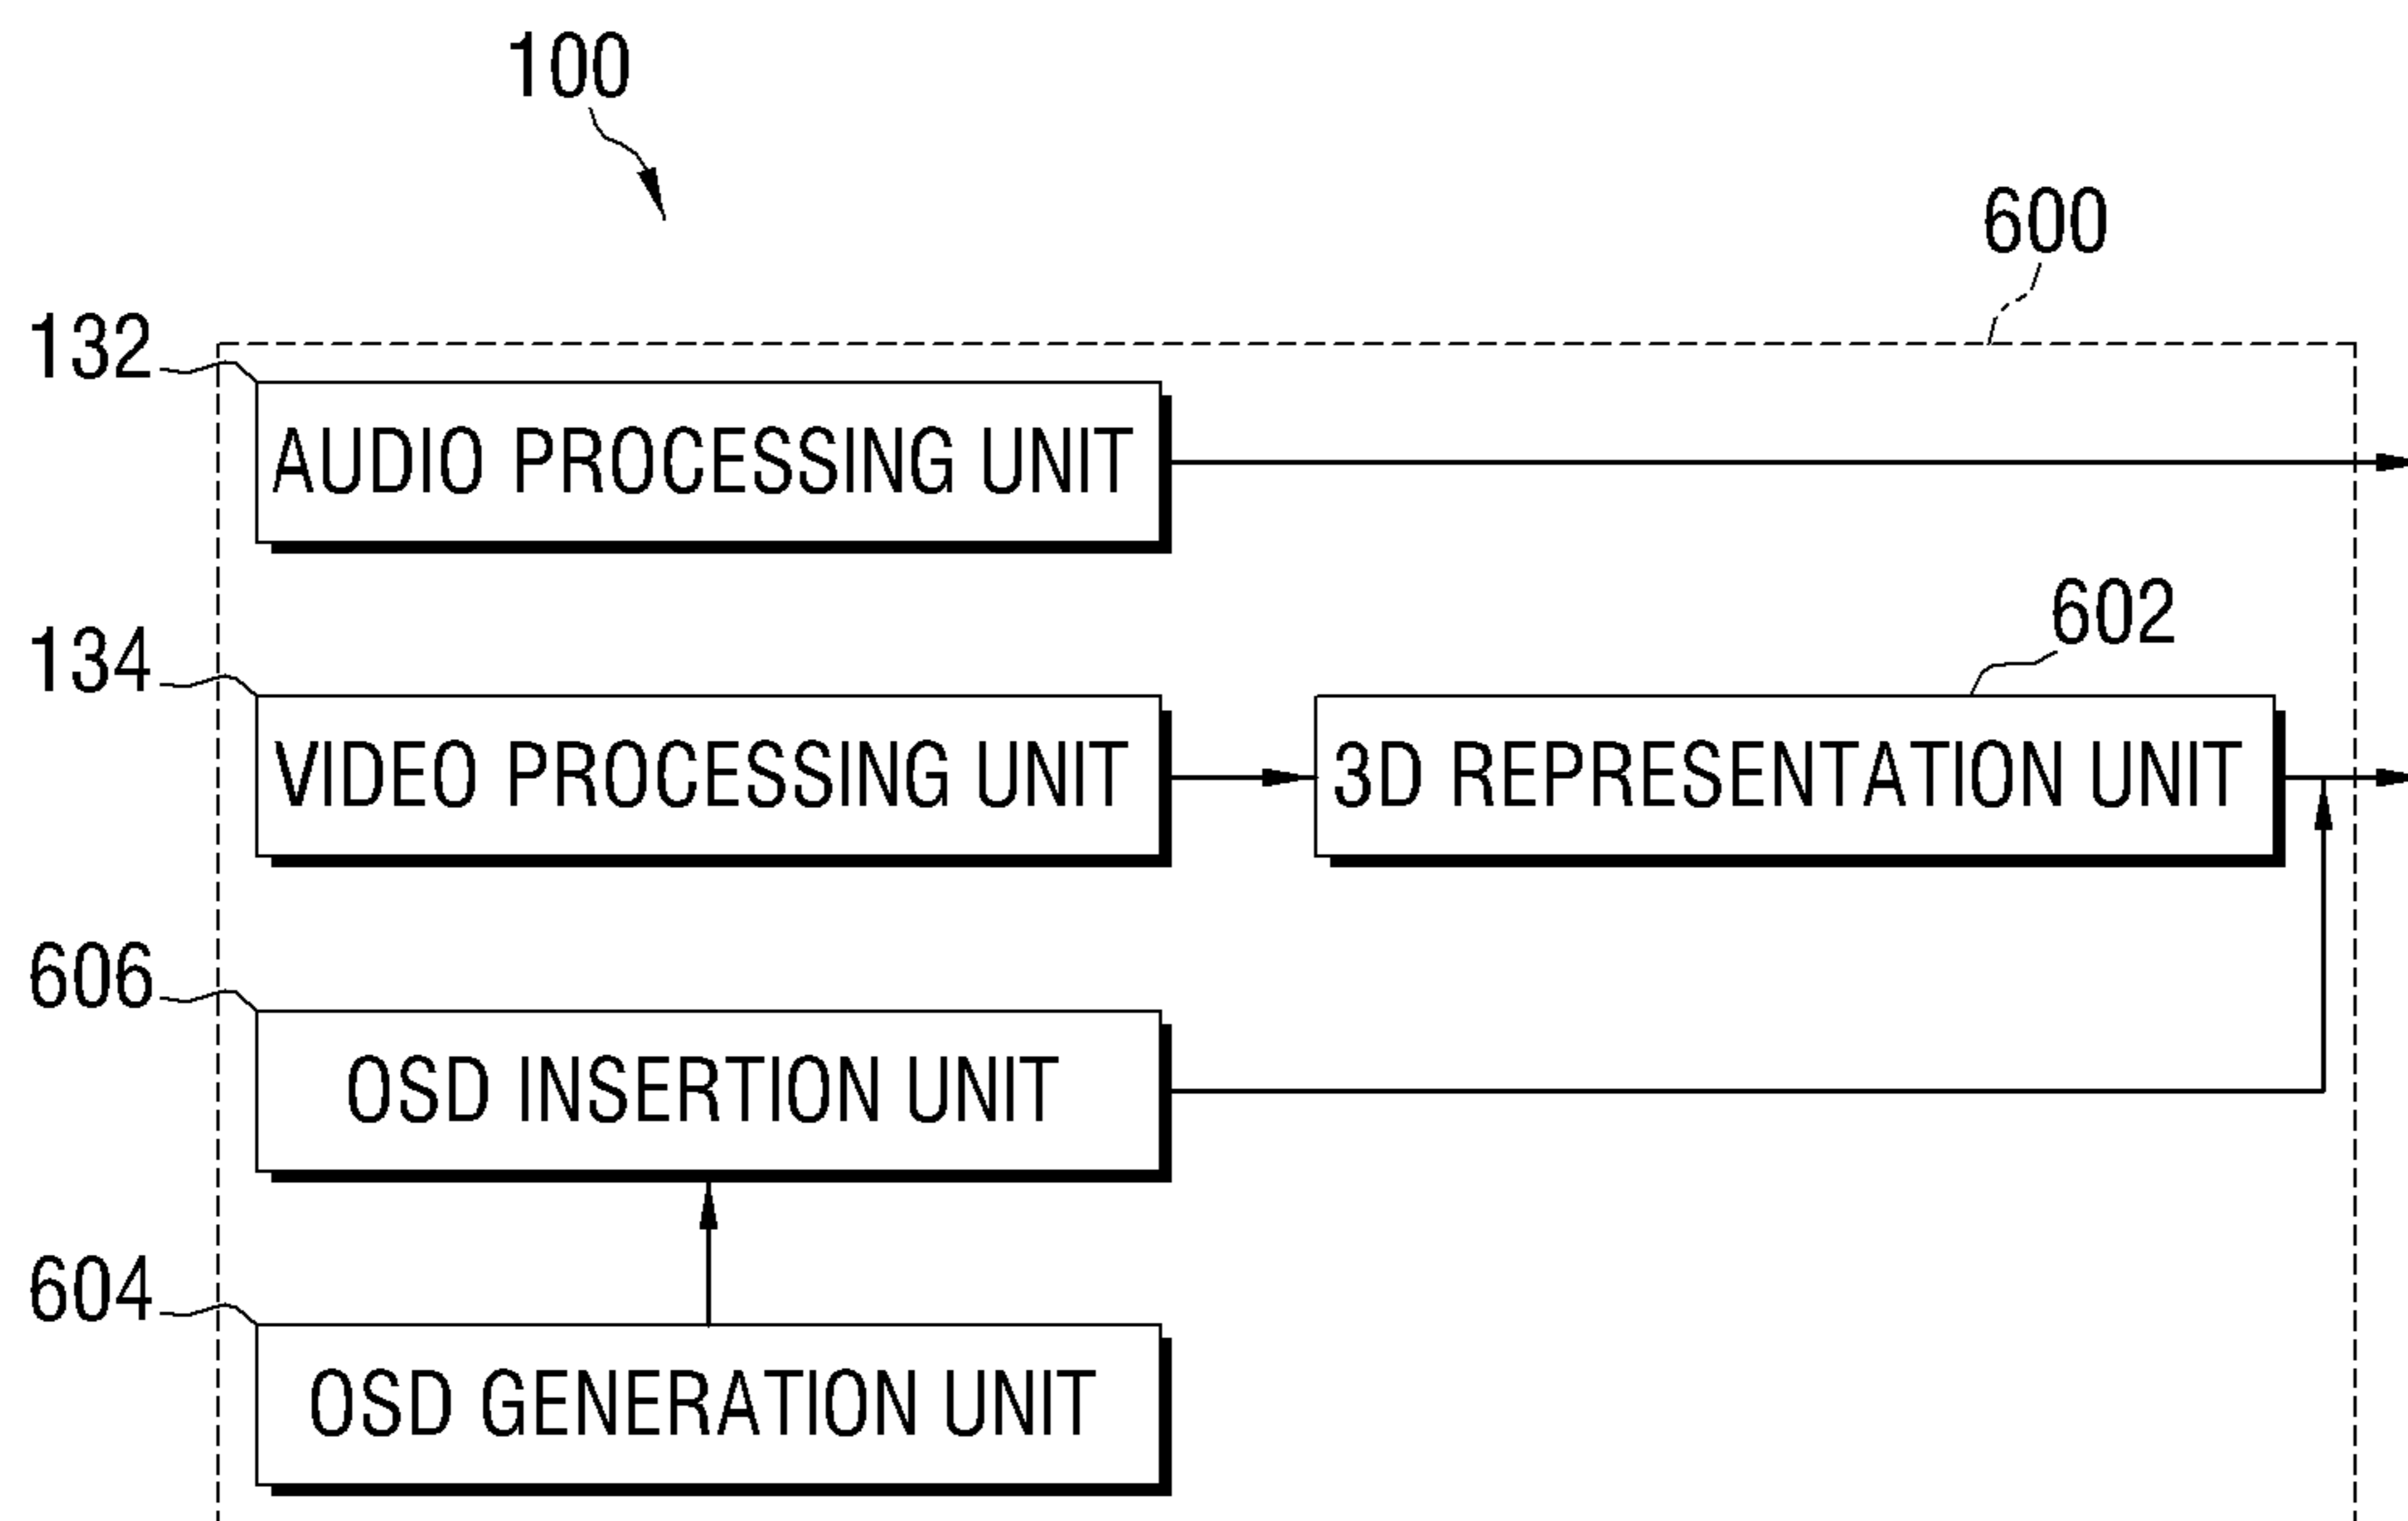 100
600
132
AUDIO PROCESSING UNIT
602
134
VIDEO PROCESSING UNIT
3D REPRESENTATION UNIT
606
OSD INSERTION UNIT
604
OSD GENERATION UNIT